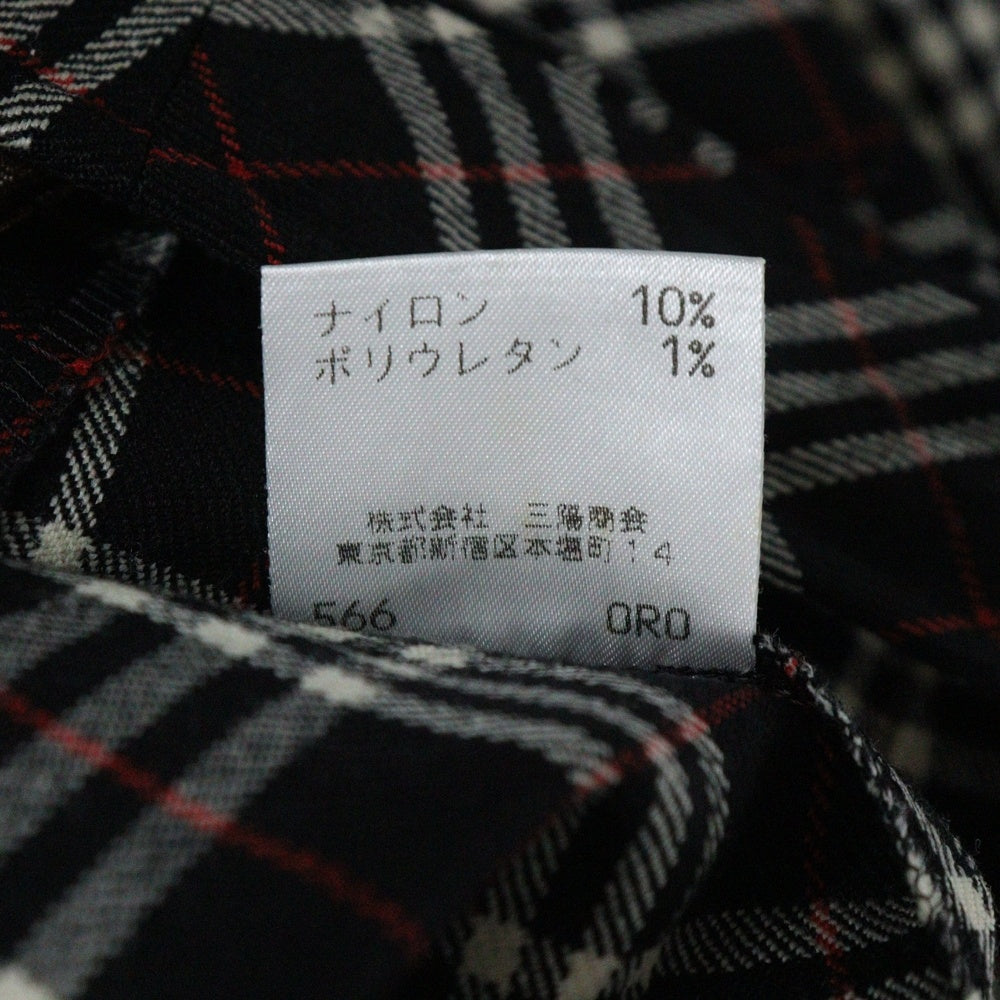 ナイロン 10%
ポリウレタン 1%
株式会社 三陽商会
東京都新宿区本塩町14
566 0R0